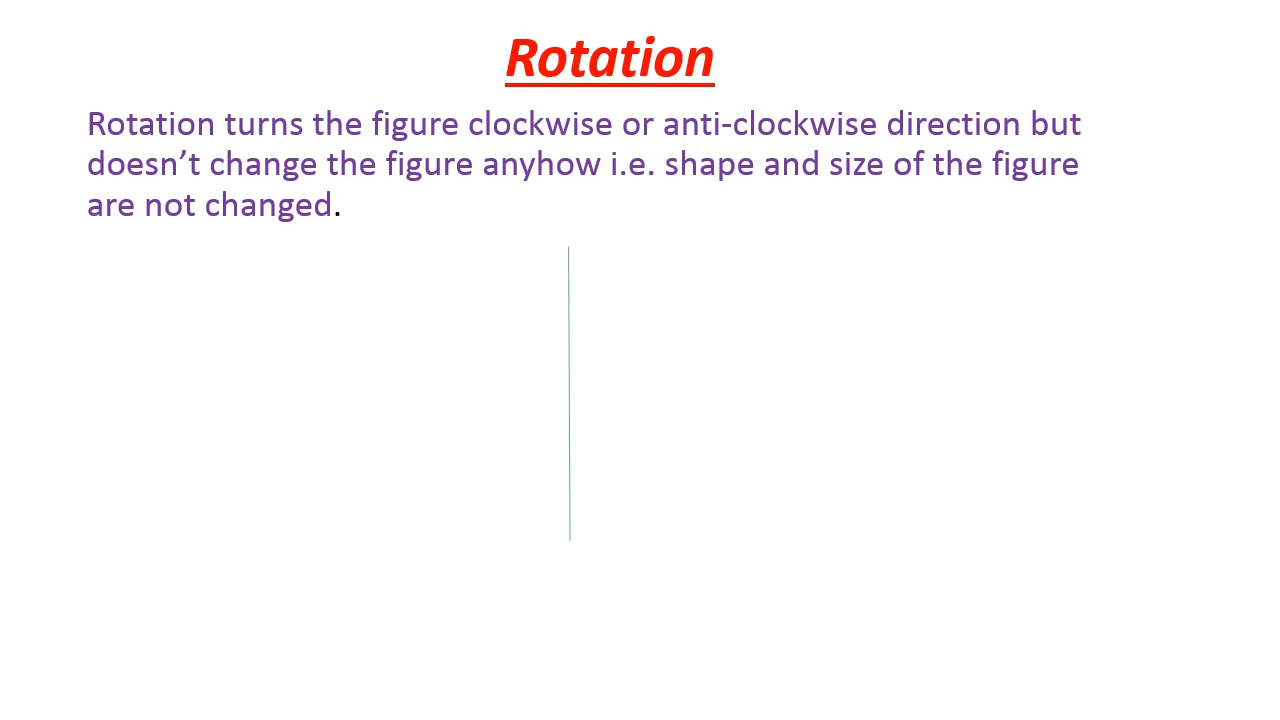 Rotation
Rotation turns the figure clockwise or anti-clockwise direction but
doesn’t change the figure anyhow i.e. shape and size of the figure
are not changed.